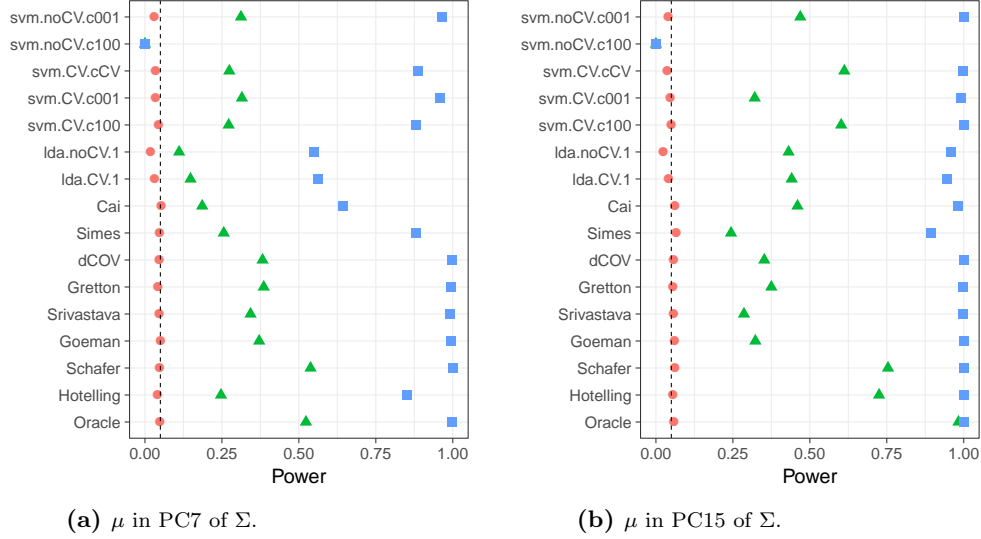 svm.noCV.c001
svm.noCV.c100
svm.CV.cCV
svm.CV.c001
svm.CV.c100
lda.noCV.1
lda.CV.1
Cai
Simes
dCOV
Gretton
Srivastava
Goeman
Schafer
Hotelling
Oracle
0.00 0.25 0.50 0.75 1.00
Power
(a) μ in PC7 of Σ.
svm.noCV.c001
svm.noCV.c100
svm.CV.cCV
svm.CV.c001
svm.CV.c100
lda.noCV.1
lda.CV.1
Cai
Simes
dCOV
Gretton
Srivastava
Goeman
Schafer
Hotelling
Oracle
0.00 0.25 0.50 0.75 1.00
Power
(b) μ in PC15 of Σ.